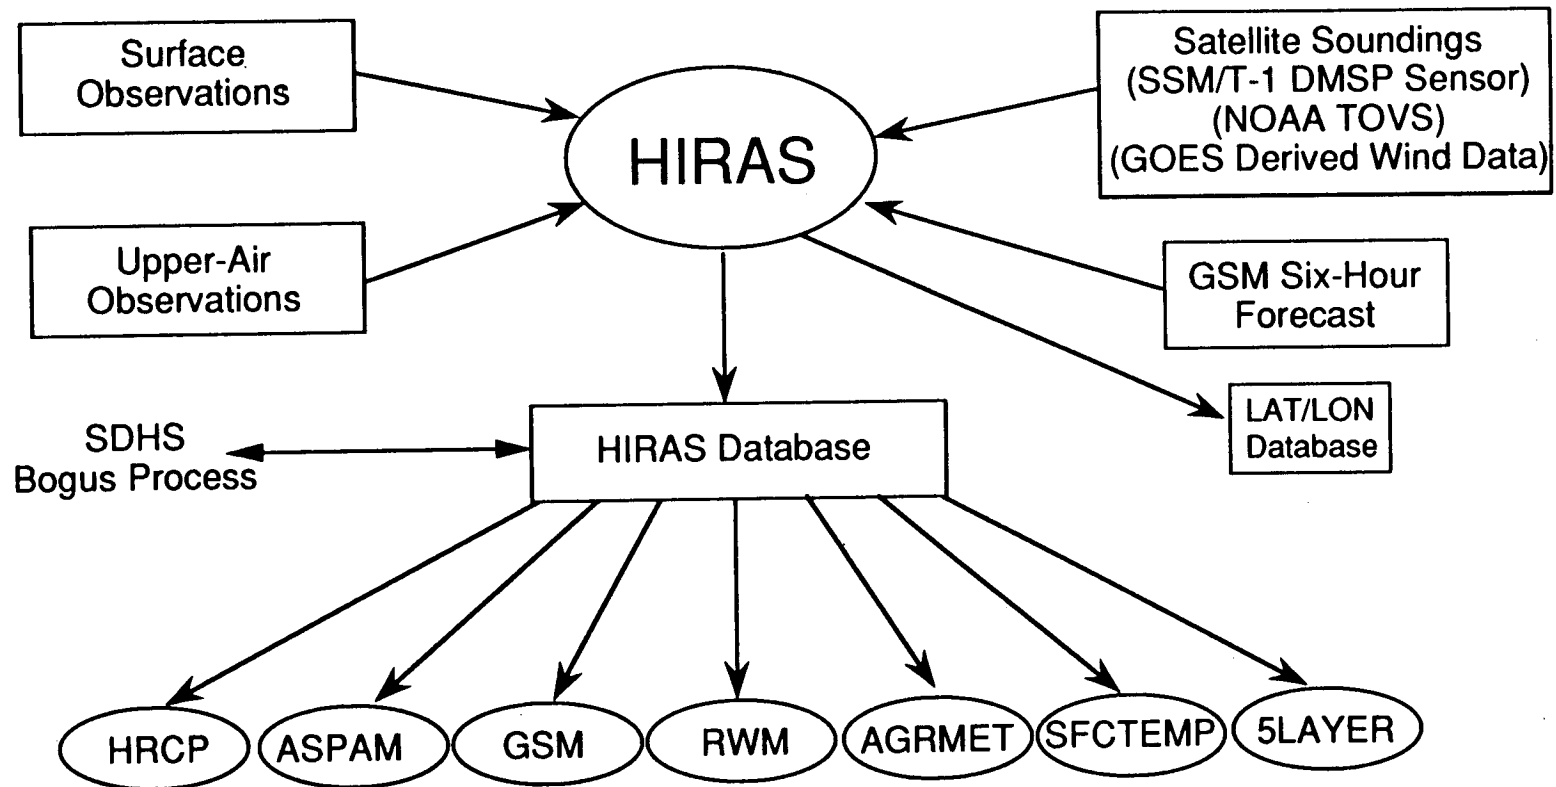 Surface
Observations
HIRAS
Satellite Soundings
(SSM/T-1 DMSP Sensor)
(NOAA TOVS)
(GOES Derived Wind Data)
Upper-Air
Observations
GSM Six-Hour
Forecast
LAT/LON
Database
SDHS
Bogus Process
HIRAS Database
HRCP
ASPAM
GSM
RWM
AGRMET
SFCTEMP
5LAYER